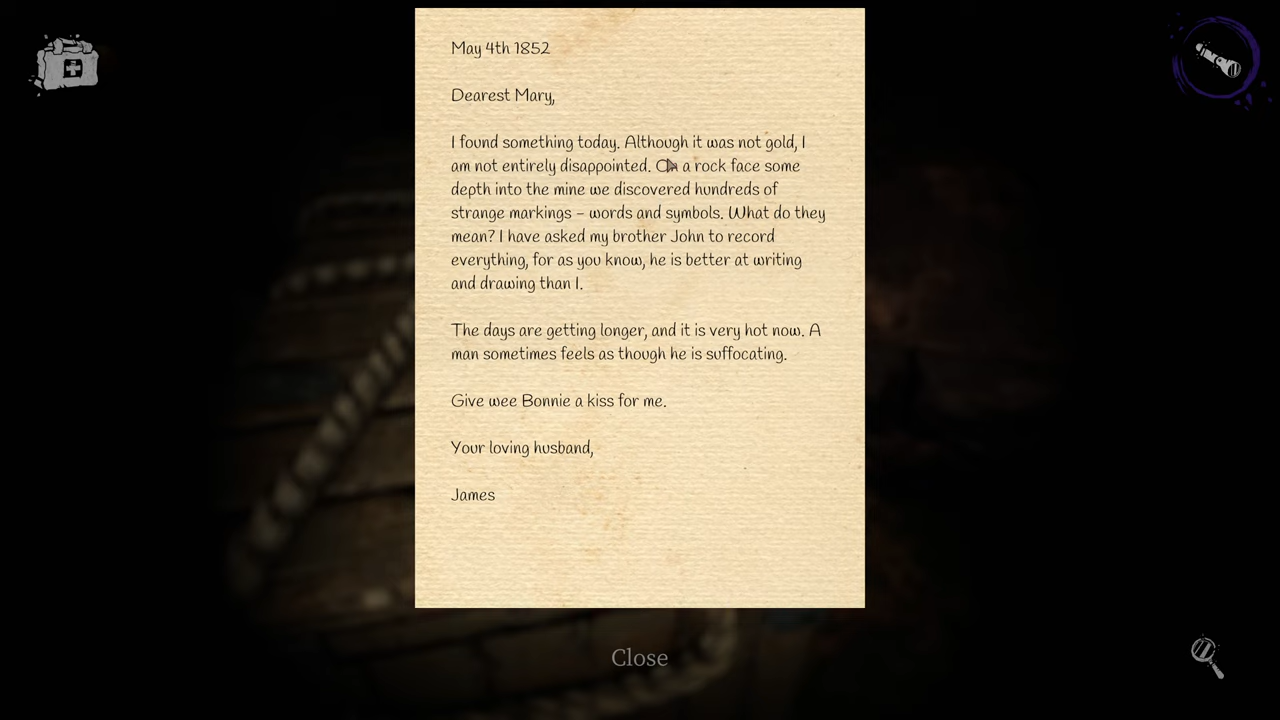 May 4th 1852
Dearest Mary,
I found something today. Although it was not gold, I
am not entirely disappointed. On a rock face some
depth into the mine we discovered hundreds of
strange markings – words and symbols. What do they
mean? I have asked my brother John to record
everything, for as you know, he is better at writing
and drawing than I.
The days are getting longer, and it is very hot now. A
man sometimes feels as though he is suffocating.
Give wee Bonnie a kiss for me.
Your loving husband,
James
Close